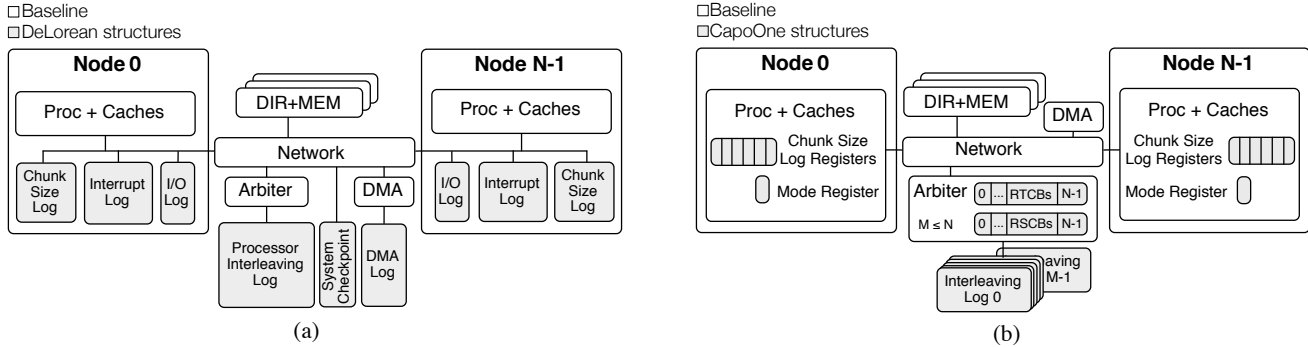 Baseline
DeLorean structures
Node 0
Proc + Caches
Chunk
Size
Log
Interrupt
Log
I/O
Log
DIR+MEM
Network
Arbiter
DMA
Processor
Interleaving
Log
System
Checkpoint
DMA
Log
Node N-1
Proc + Caches
I/O
Log
Interrupt
Log
Chunk
Size Log
(a)
Baseline
CapoOne structures
Node 0
Proc + Caches
Chunk Size
Log Registers
Mode Register
DIR+MEM
DMA
Network
Arbiter
0 ... RTCBs N-1
M ≤ N
0 ... RSCBs N-1
Interleaving
Log 0
eaving
M-1
Node N-1
Proc + Caches
Chunk Size
Log Registers
Mode Register
(b)